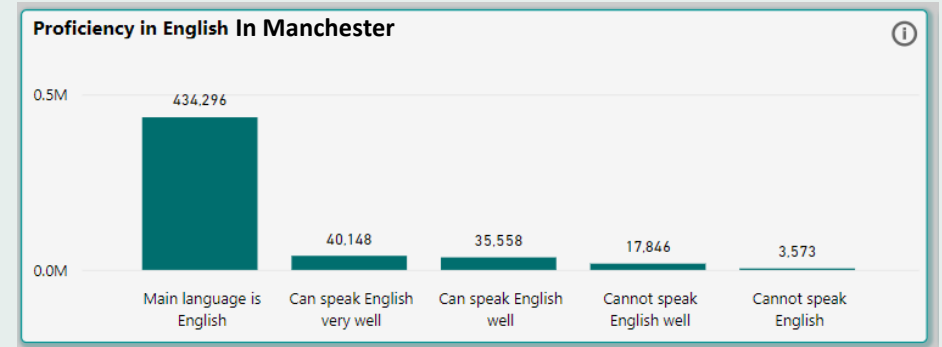 Proficiency in English In Manchester
i
0.5M
434,296
40,148
35,558
17,846
3,573
0.0M
Main language is
English
Can speak English
very well
Can speak English
well
Cannot speak
English well
Cannot speak
English